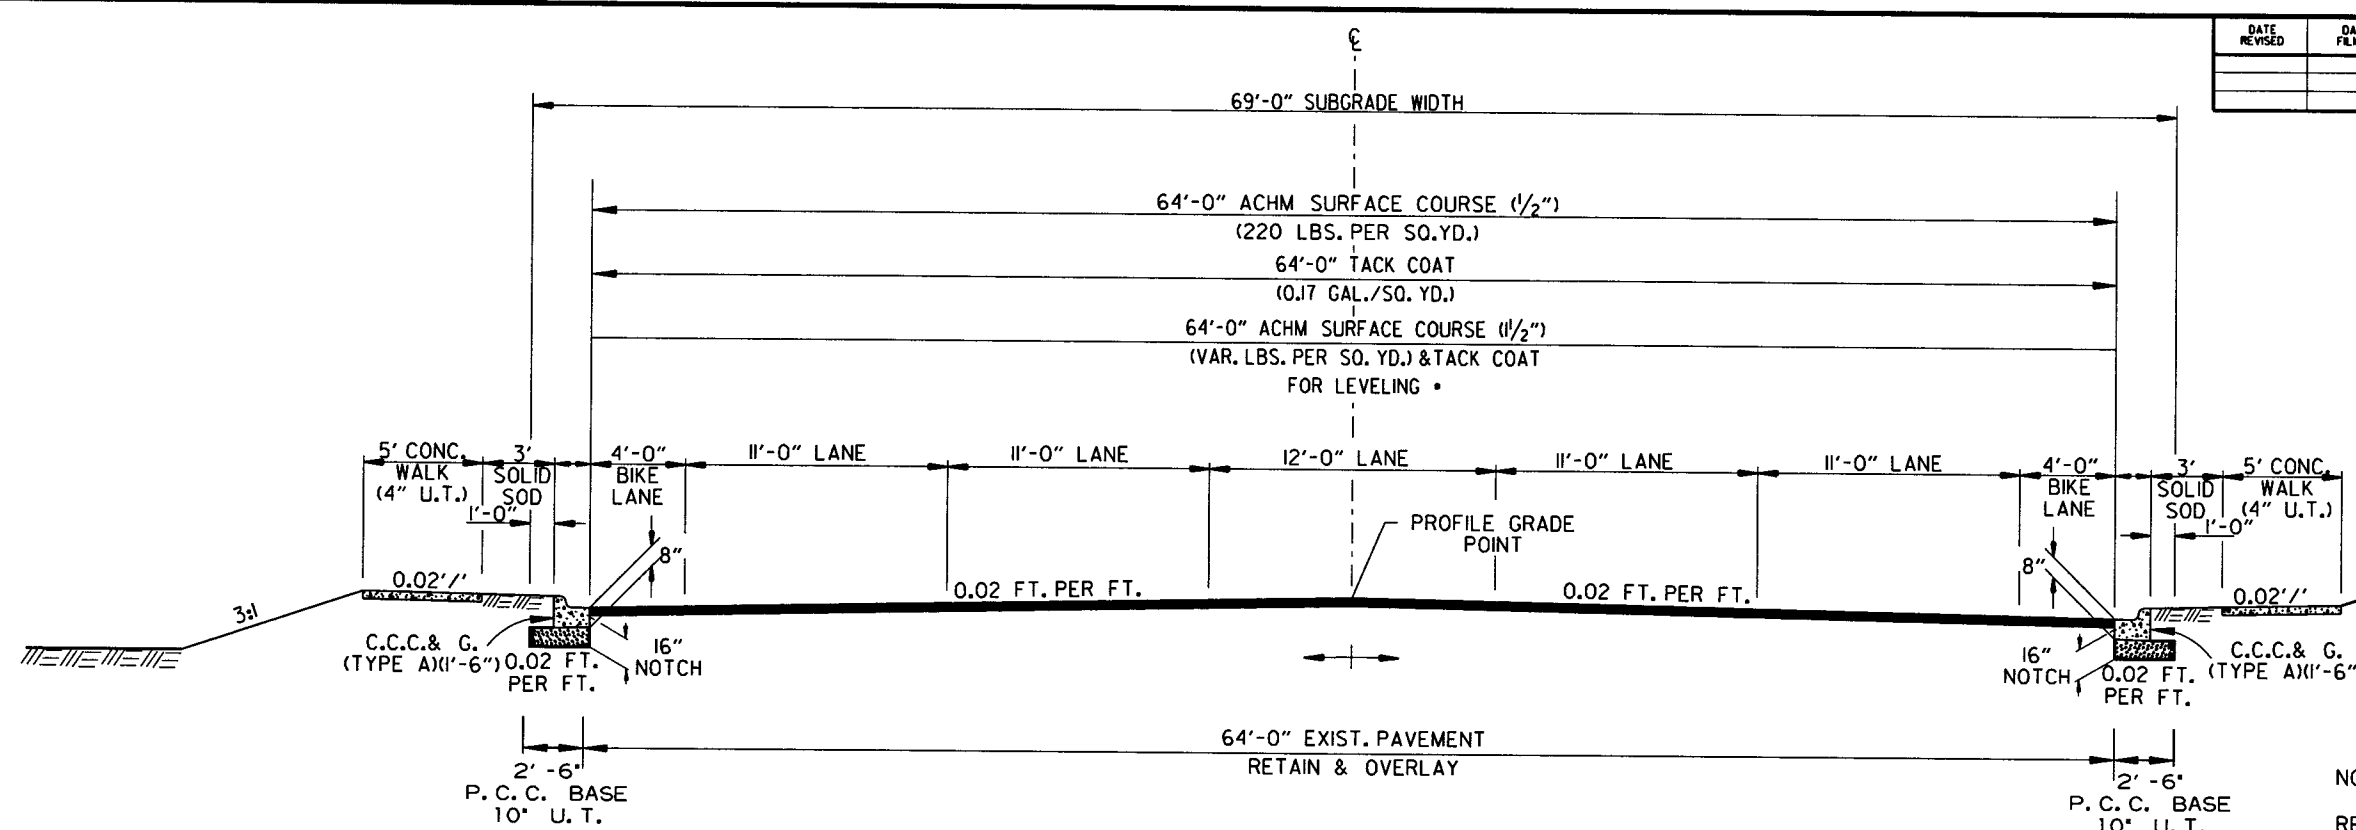 DATE REVISED
℄
69'-0" SUBGRADE WIDTH
64'-0" ACHM SURFACE COURSE (1/2")
(220 LBS. PER SQ.YD.)
64'-0" TACK COAT
(0.17 GAL./SQ. YD.)
64'-0" ACHM SURFACE COURSE (1 1/2")
(VAR. LBS. PER SQ. YD.) & TACK COAT
FOR LEVELING •
5' CONC. WALK (4" U.T.)
3' SOLID SOD
4'-0" BIKE LANE
11'-0" LANE
11'-0" LANE
12'-0" LANE
11'-0" LANE
11'-0" LANE
4'-0" BIKE LANE
3' SOLID SOD
5' CONC. WALK (4" U.T.)
1'-0"
1'-0"
PROFILE GRADE
POINT
8"
8"
0.02'/'
0.02 FT. PER FT.
0.02 FT. PER FT.
0.02'/'
3:1
C.C.C.& G.
(TYPE A)(1'-6")
0.02 FT.
PER FT.
16"
NOTCH
16"
NOTCH
0.02 FT.
PER FT.
C.C.C.& G.
(TYPE A)(1'-6"
64'-0" EXIST. PAVEMENT
RETAIN & OVERLAY
2'-6"
P.C.C. BASE
10" U.T.
2'-6"
P.C.C. BASE
10" U.T.